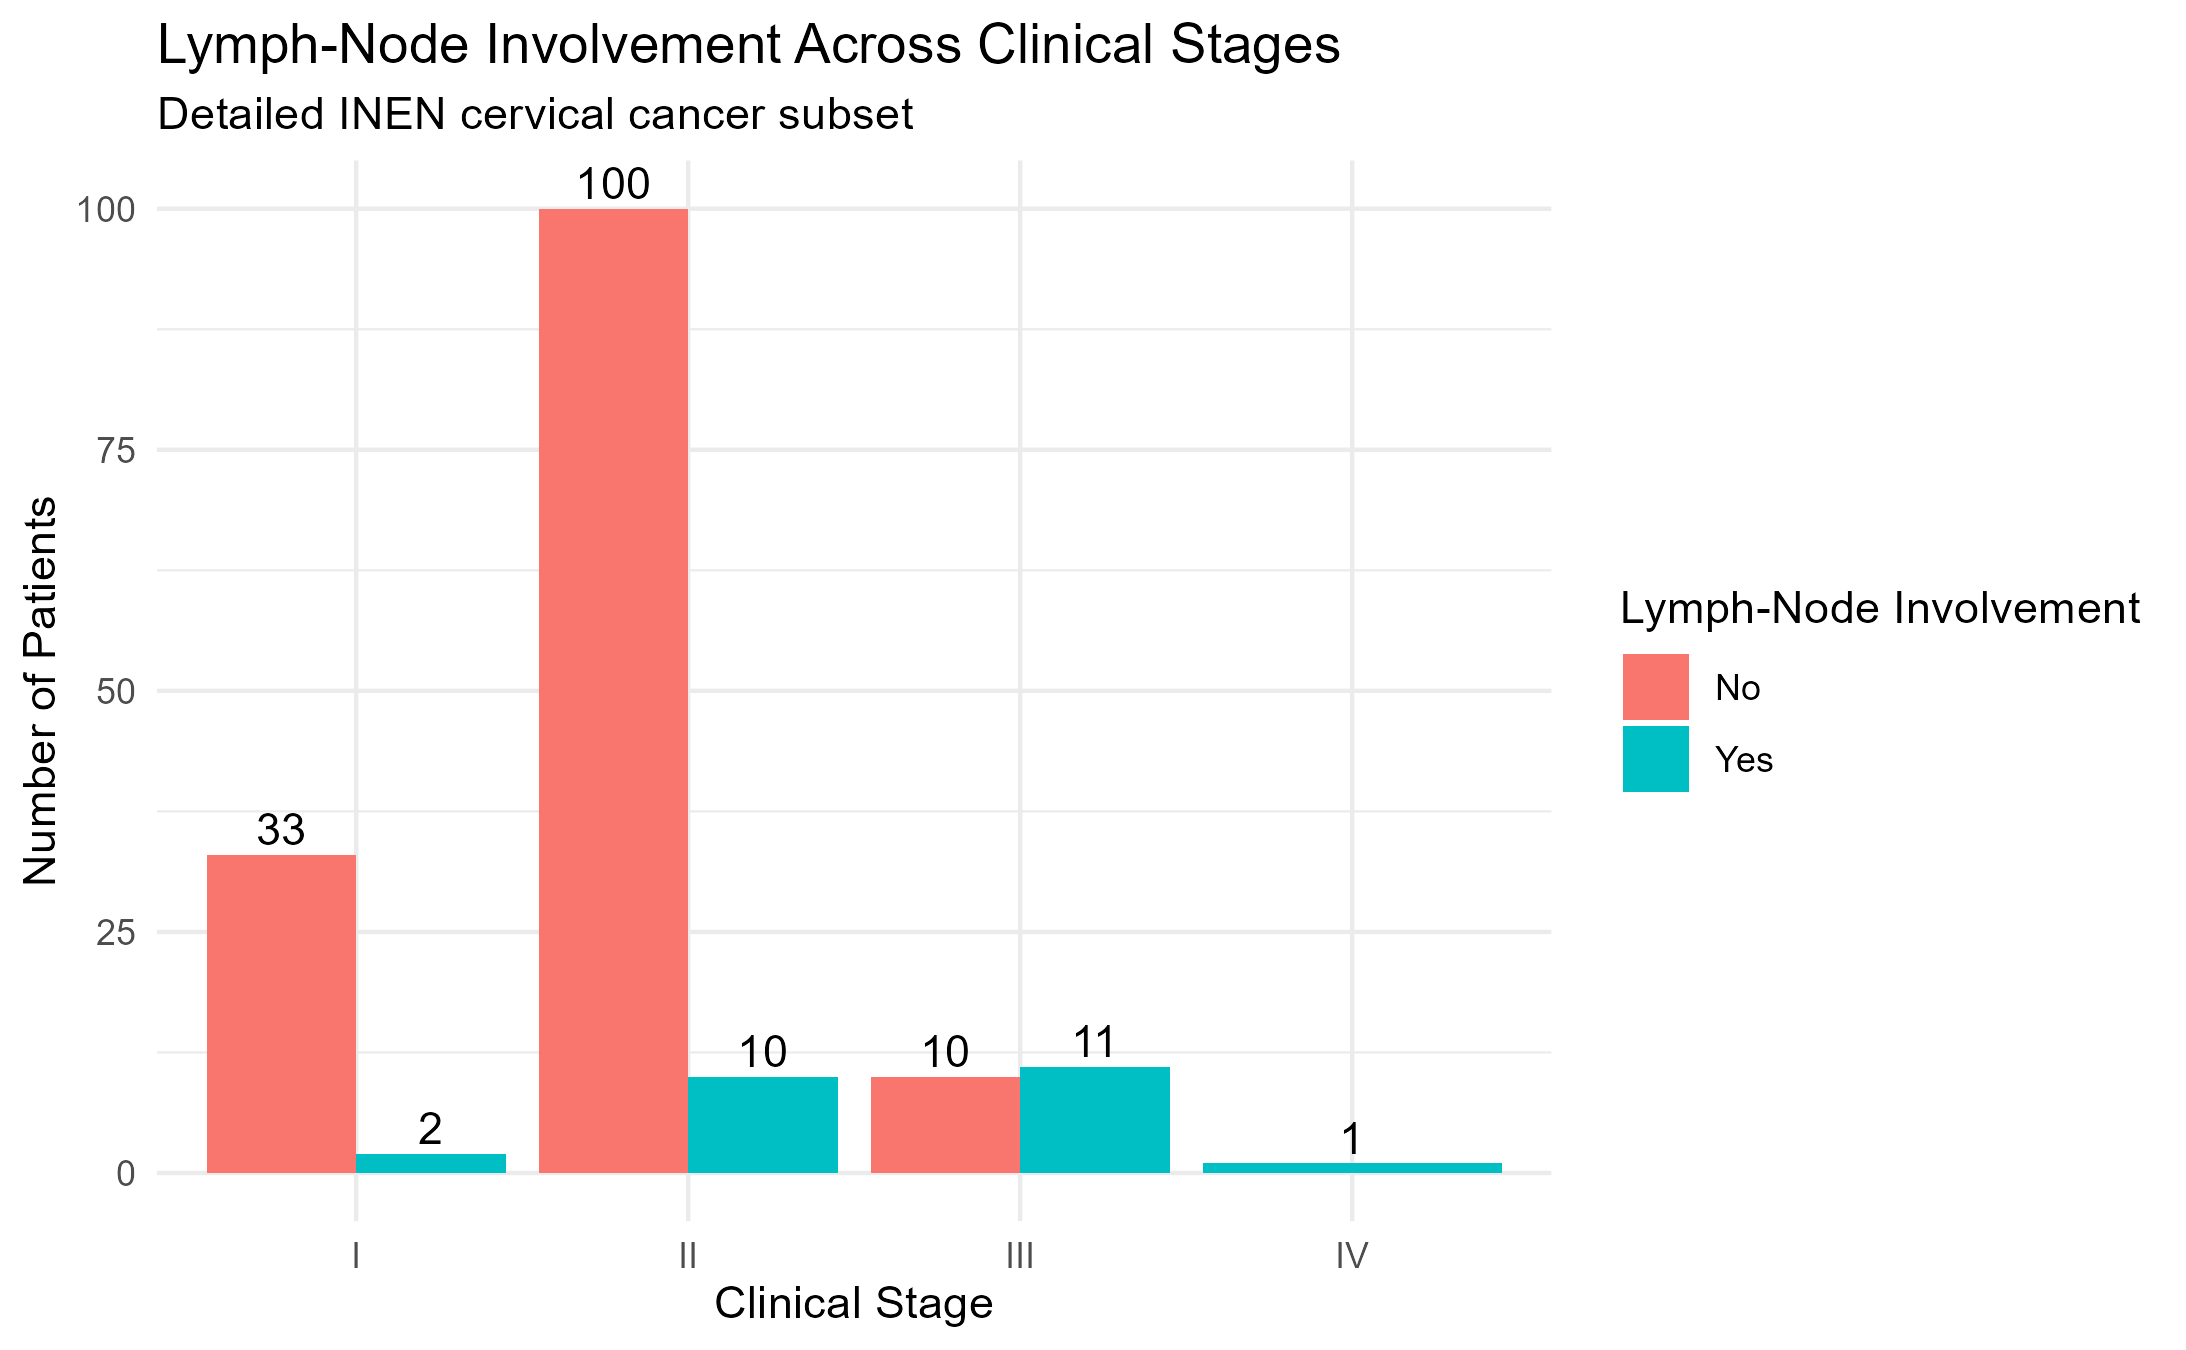 Lymph-Node Involvement Across Clinical Stages
Detailed INEN cervical cancer subset
Number of Patients
100
75
50
25
0
33
2
100
10
10
11
1
I
II
III
IV
Clinical Stage
Lymph-Node Involvement
No
Yes